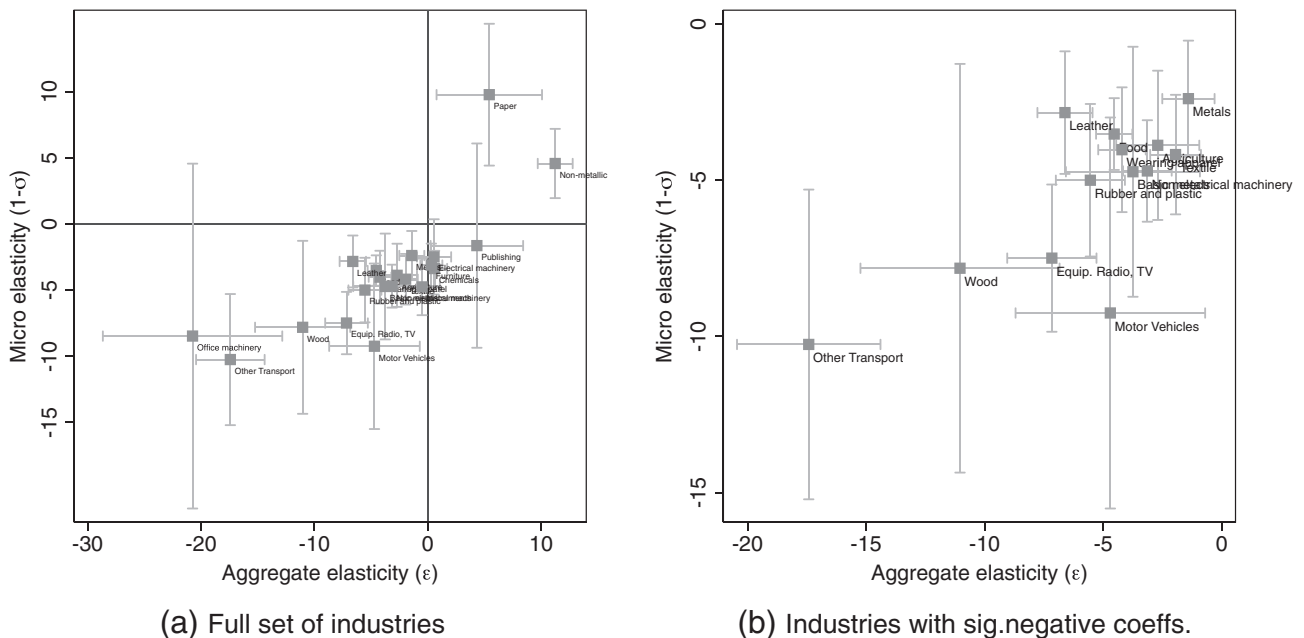 Micro elasticity (1-σ)
10
5
0
-5
-10
-15
Paper
Non-metallic
Publishing
Leather
Electrical machinery
Furniture
Chemicals
Rubber and plastic
Equip. Radio, TV
Wood
Motor Vehicles
Office machinery
Other Transport
-30
-20
-10
0
10
Aggregate elasticity (ε)
(a) Full set of industries
Micro elasticity (1-σ)
0
-5
-10
-15
Metals
Leather
Food
Agriculture
Wearing apparel
Textile
Basic metals
Nonelectrical machinery
Rubber and plastic
Equip. Radio, TV
Wood
Motor Vehicles
Other Transport
-20
-15
-10
-5
0
Aggregate elasticity (ε)
(b) Industries with sig.negative coeffs.